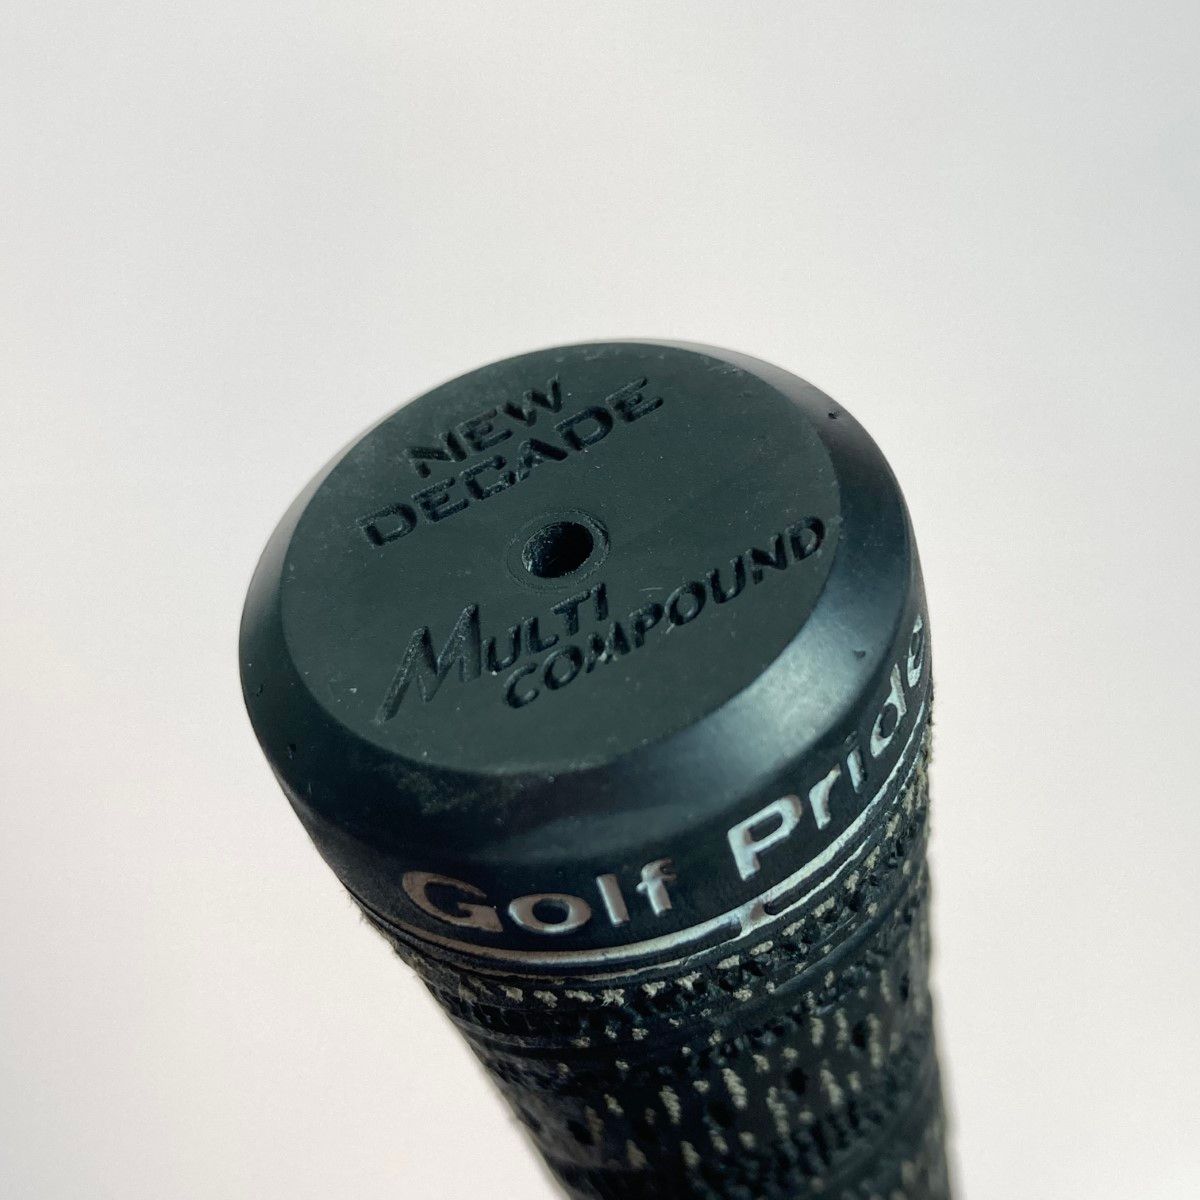 NEW
DECADE
MULTI
COMPOUND
Golf Pride